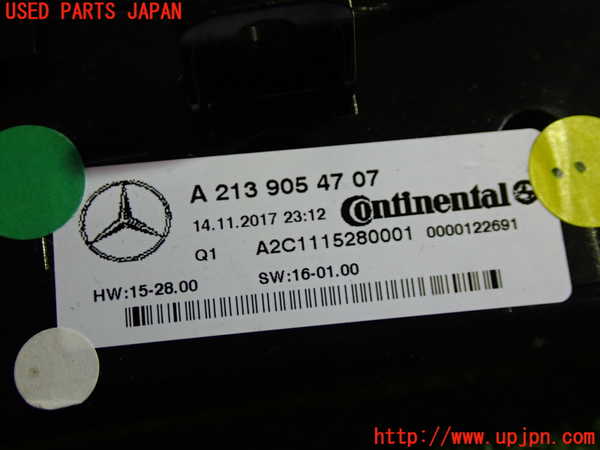 USED PARTS JAPAN
A 213 905 47 07
14.11.2017 23:12 Continental
Q1 A2C1115280001 0000122691
HW:15-28.00 SW:16-01.00
http://www.upjpn.com/